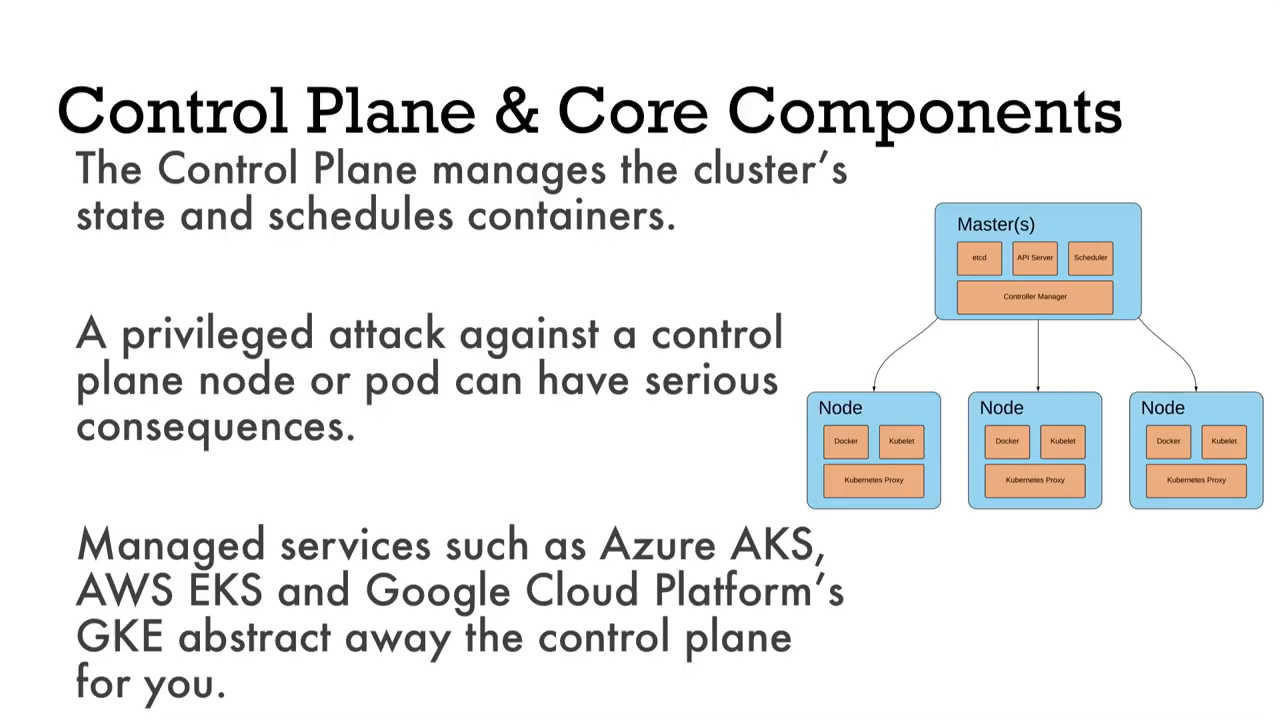 Control Plane & Core Components
The Control Plane manages the cluster’s
state and schedules containers.
A privileged attack against a control
plane node or pod can have serious
consequences.
Managed services such as Azure AKS,
AWS EKS and Google Cloud Platform’s
GKE abstract away the control plane
for you.
Master(s)
etcd API Server Scheduler
Controller Manager
Node Node Node
Docker Kubelet Docker Kubelet Docker Kubelet
Kubernetes Proxy Kubernetes Proxy Kubernetes Proxy